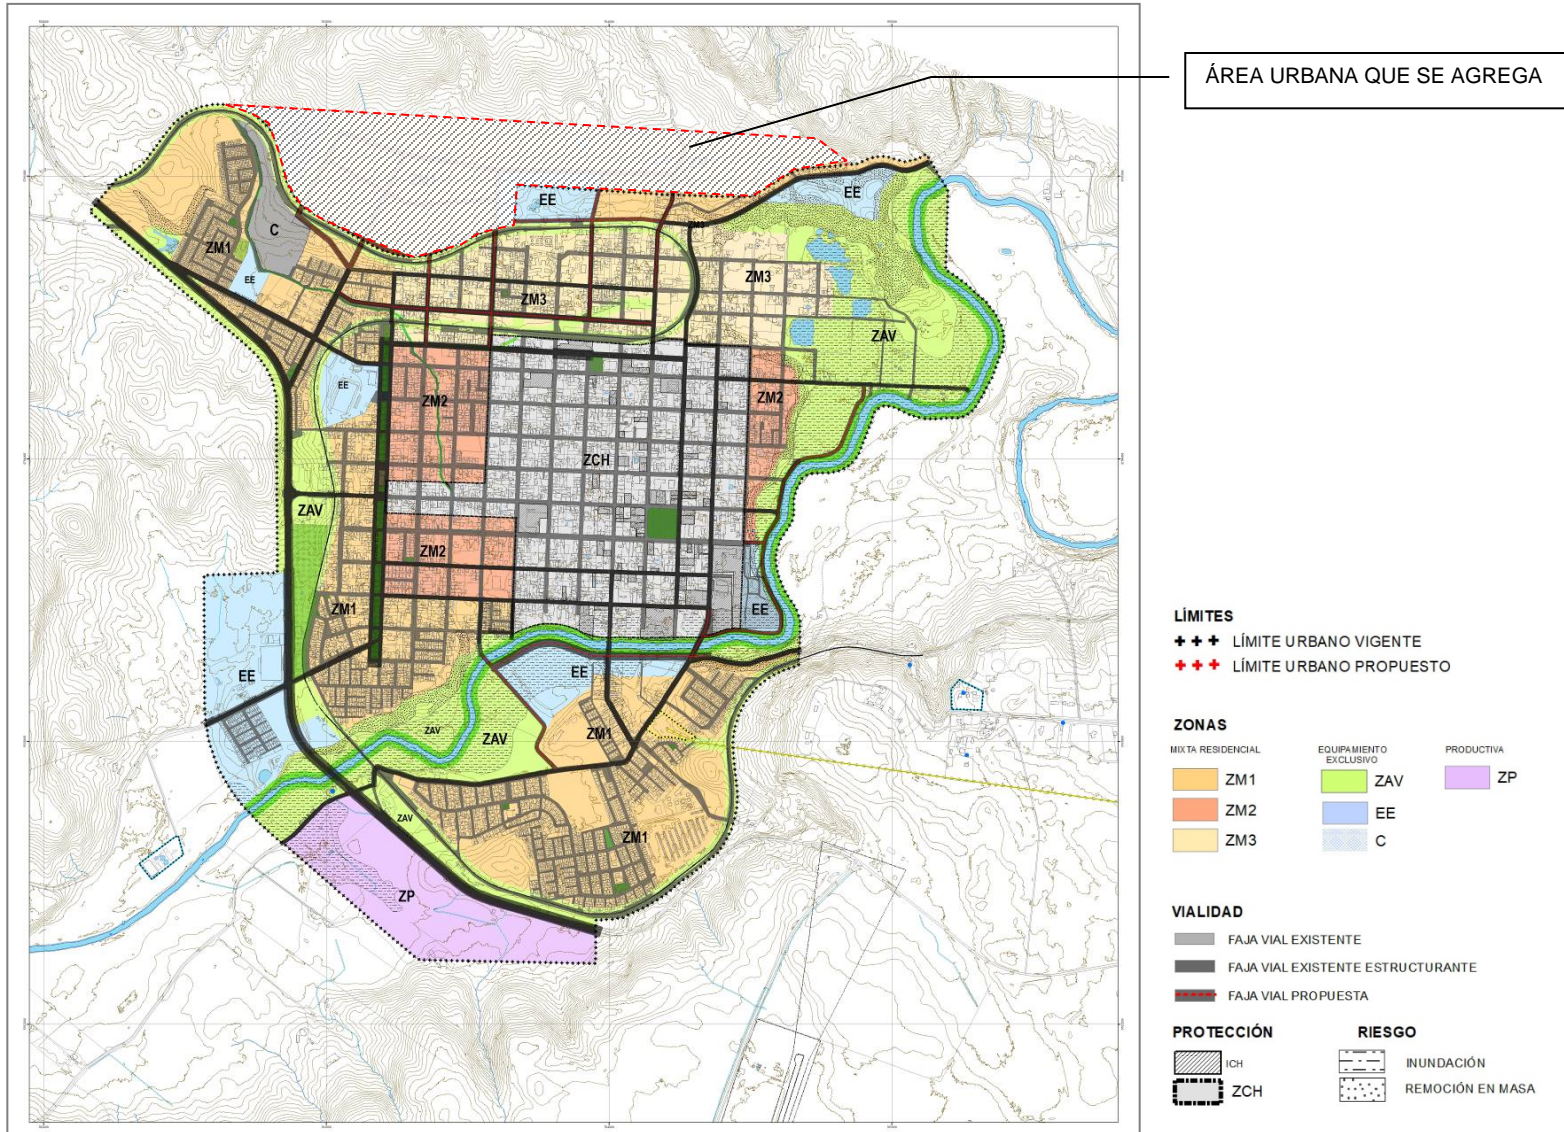 ÁREA URBANA QUE SE AGREGA
EE
EE
C
ZM1
EE
ZM3
ZM3
ZM3
ZAV
EE
ZM2
ZM2
ZCH
ZAV
ZM2
ZM1
EE
EE
EE
ZAV
ZAV
ZM1
ZAV
ZM1
ZP
LÍMITES
LÍMITE URBANO VIGENTE
LÍMITE URBANO PROPUESTO
ZONAS
MIXTA RESIDENCIAL
EQUIPAMIENTO
EXCLUSIVO
PRODUCTIVA
ZM1
ZAV
ZP
ZM2
EE
ZM3
C
VIALIDAD
FAJA VIAL EXISTENTE
FAJA VIAL EXISTENTE ESTRUCTURANTE
FAJA VIAL PROPUESTA
PROTECCIÓN
RIESGO
ICH
INUNDACIÓN
ZCH
REMOCIÓN EN MASA